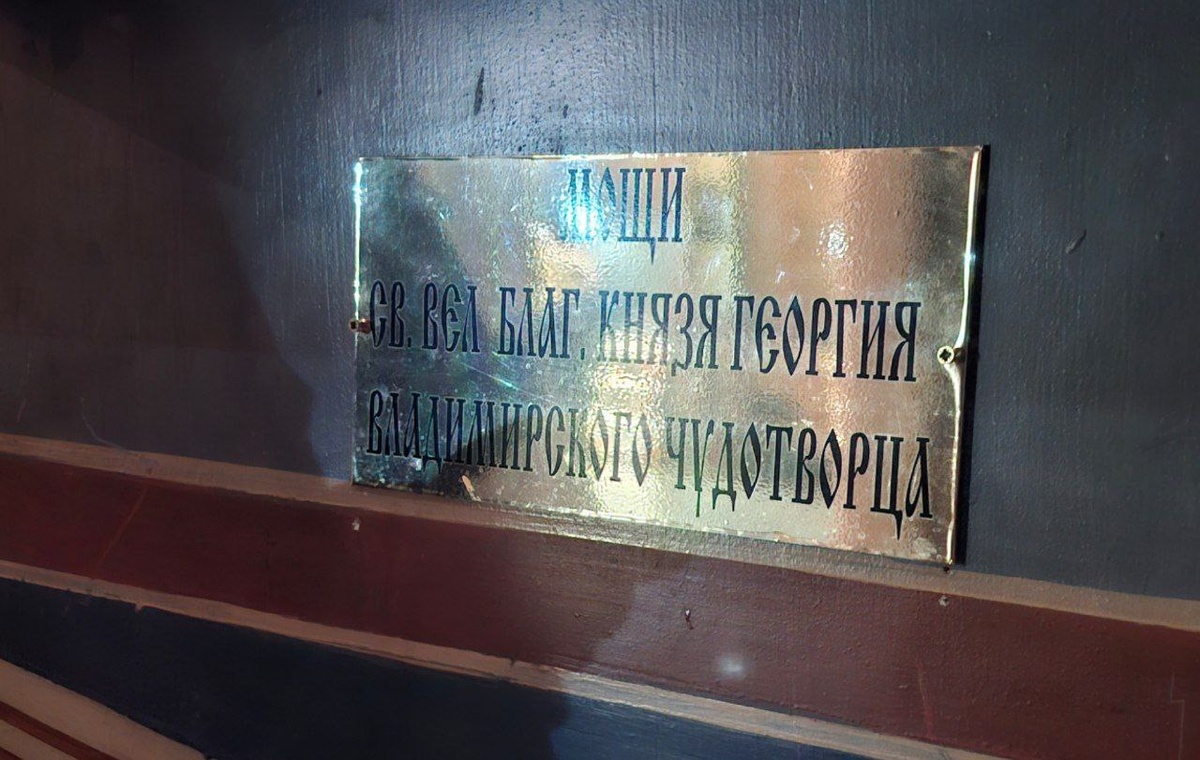 МОЩИ
СВ. ВЕЛ БЛАГ. КНЯЗЯ ГЕОРГИЯ
ВЛАДИМИРСКОГО ЧУДОТВОРЦА